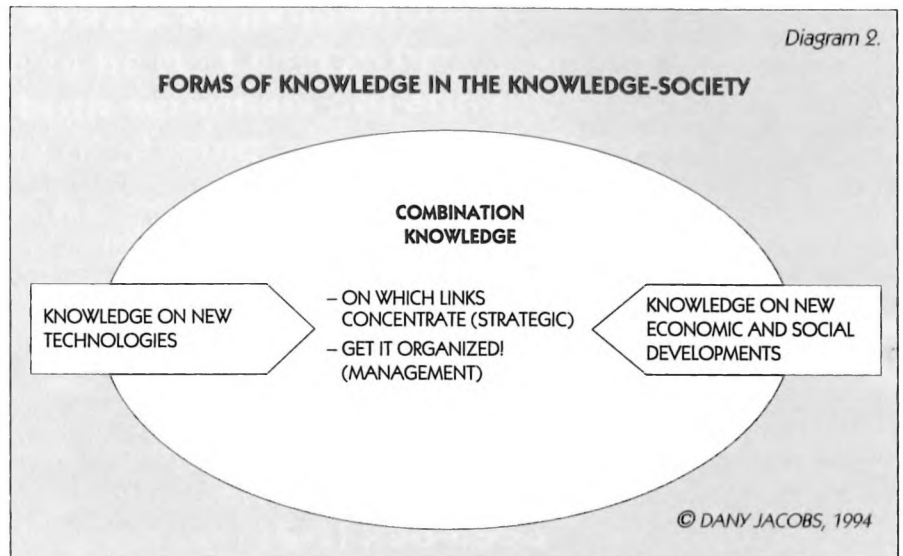 Diagram 2.
FORMS OF KNOWLEDGE IN THE KNOWLEDGE-SOCIETY
COMBINATION
KNOWLEDGE
KNOWLEDGE ON NEW
TECHNOLOGIES
– ON WHICH LINKS
CONCENTRATE (STRATEGIC)
– GET IT ORGANIZED!
(MANAGEMENT)
KNOWLEDGE ON NEW
ECONOMIC AND SOCIAL
DEVELOPMENTS
© DANY JACOBS, 1994